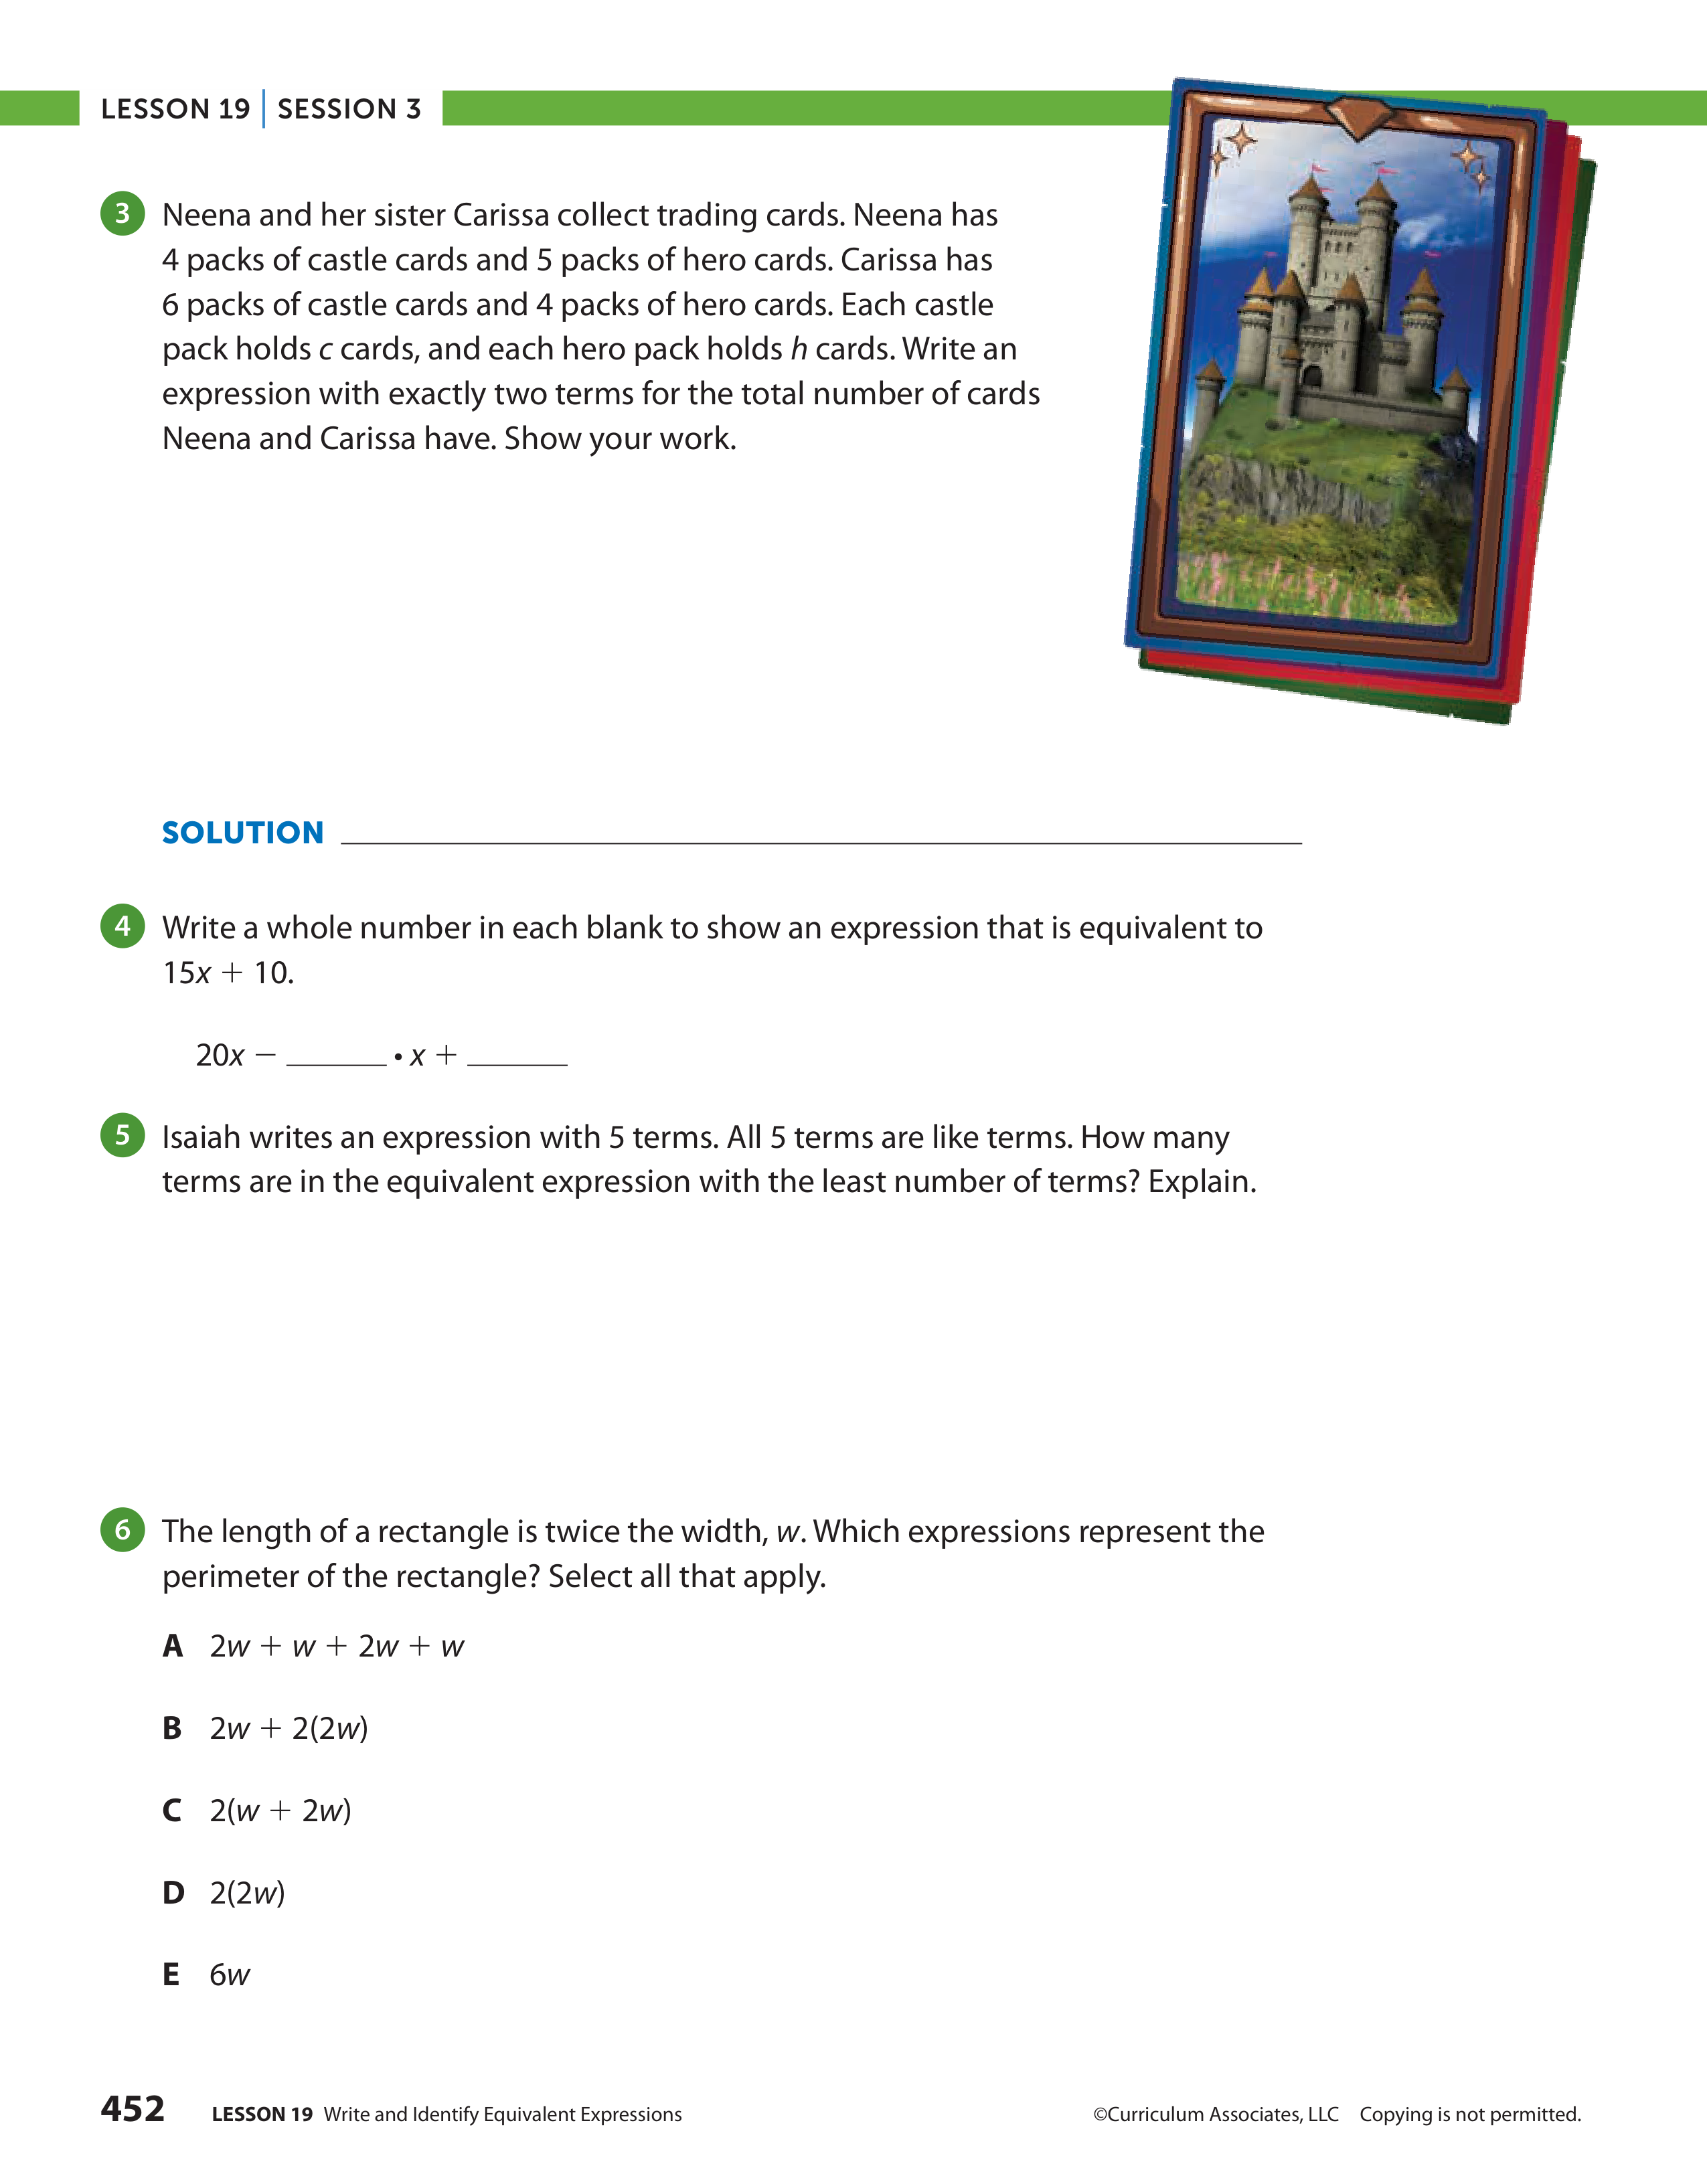 LESSON 19 | SESSION 3
3 Neena and her sister Carissa collect trading cards. Neena has
4 packs of castle cards and 5 packs of hero cards. Carissa has
6 packs of castle cards and 4 packs of hero cards. Each castle
pack holds c cards, and each hero pack holds h cards. Write an
expression with exactly two terms for the total number of cards
Neena and Carissa have. Show your work.
SOLUTION
4 Write a whole number in each blank to show an expression that is equivalent to
15x + 10.
20x − ______ • x + ______
5 Isaiah writes an expression with 5 terms. All 5 terms are like terms. How many
terms are in the equivalent expression with the least number of terms? Explain.
6 The length of a rectangle is twice the width, w. Which expressions represent the
perimeter of the rectangle? Select all that apply.
A 2w + w + 2w + w
B 2w + 2(2w)
C 2(w + 2w)
D 2(2w)
E 6w
452 LESSON 19 Write and Identify Equivalent Expressions ©Curriculum Associates, LLC Copying is not permitted.